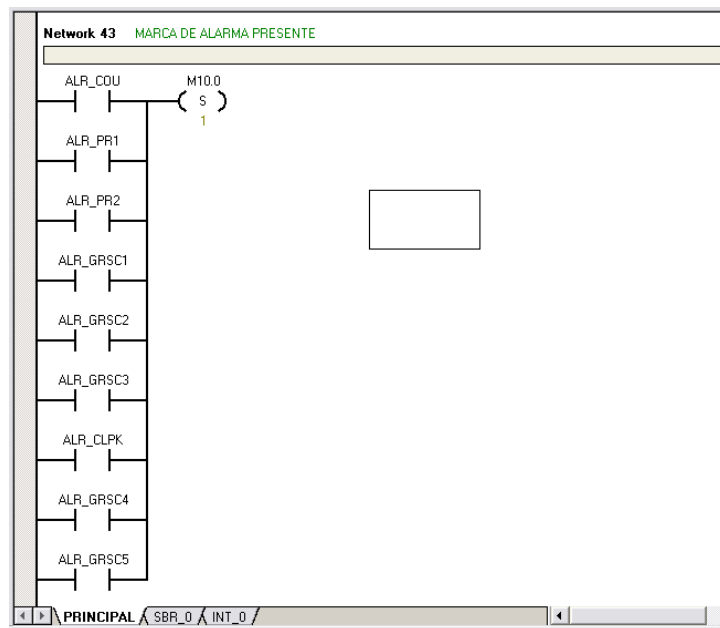 Network 43 MARCA DE ALARMA PRESENTE
ALR_COU M10.0
S
1
ALR_PR1
ALR_PR2
ALR_GRSC1
ALR_GRSC2
ALR_GRSC3
ALR_CLPK
ALR_GRSC4
ALR_GRSC5
PRINCIPAL SBR_0 INT_0